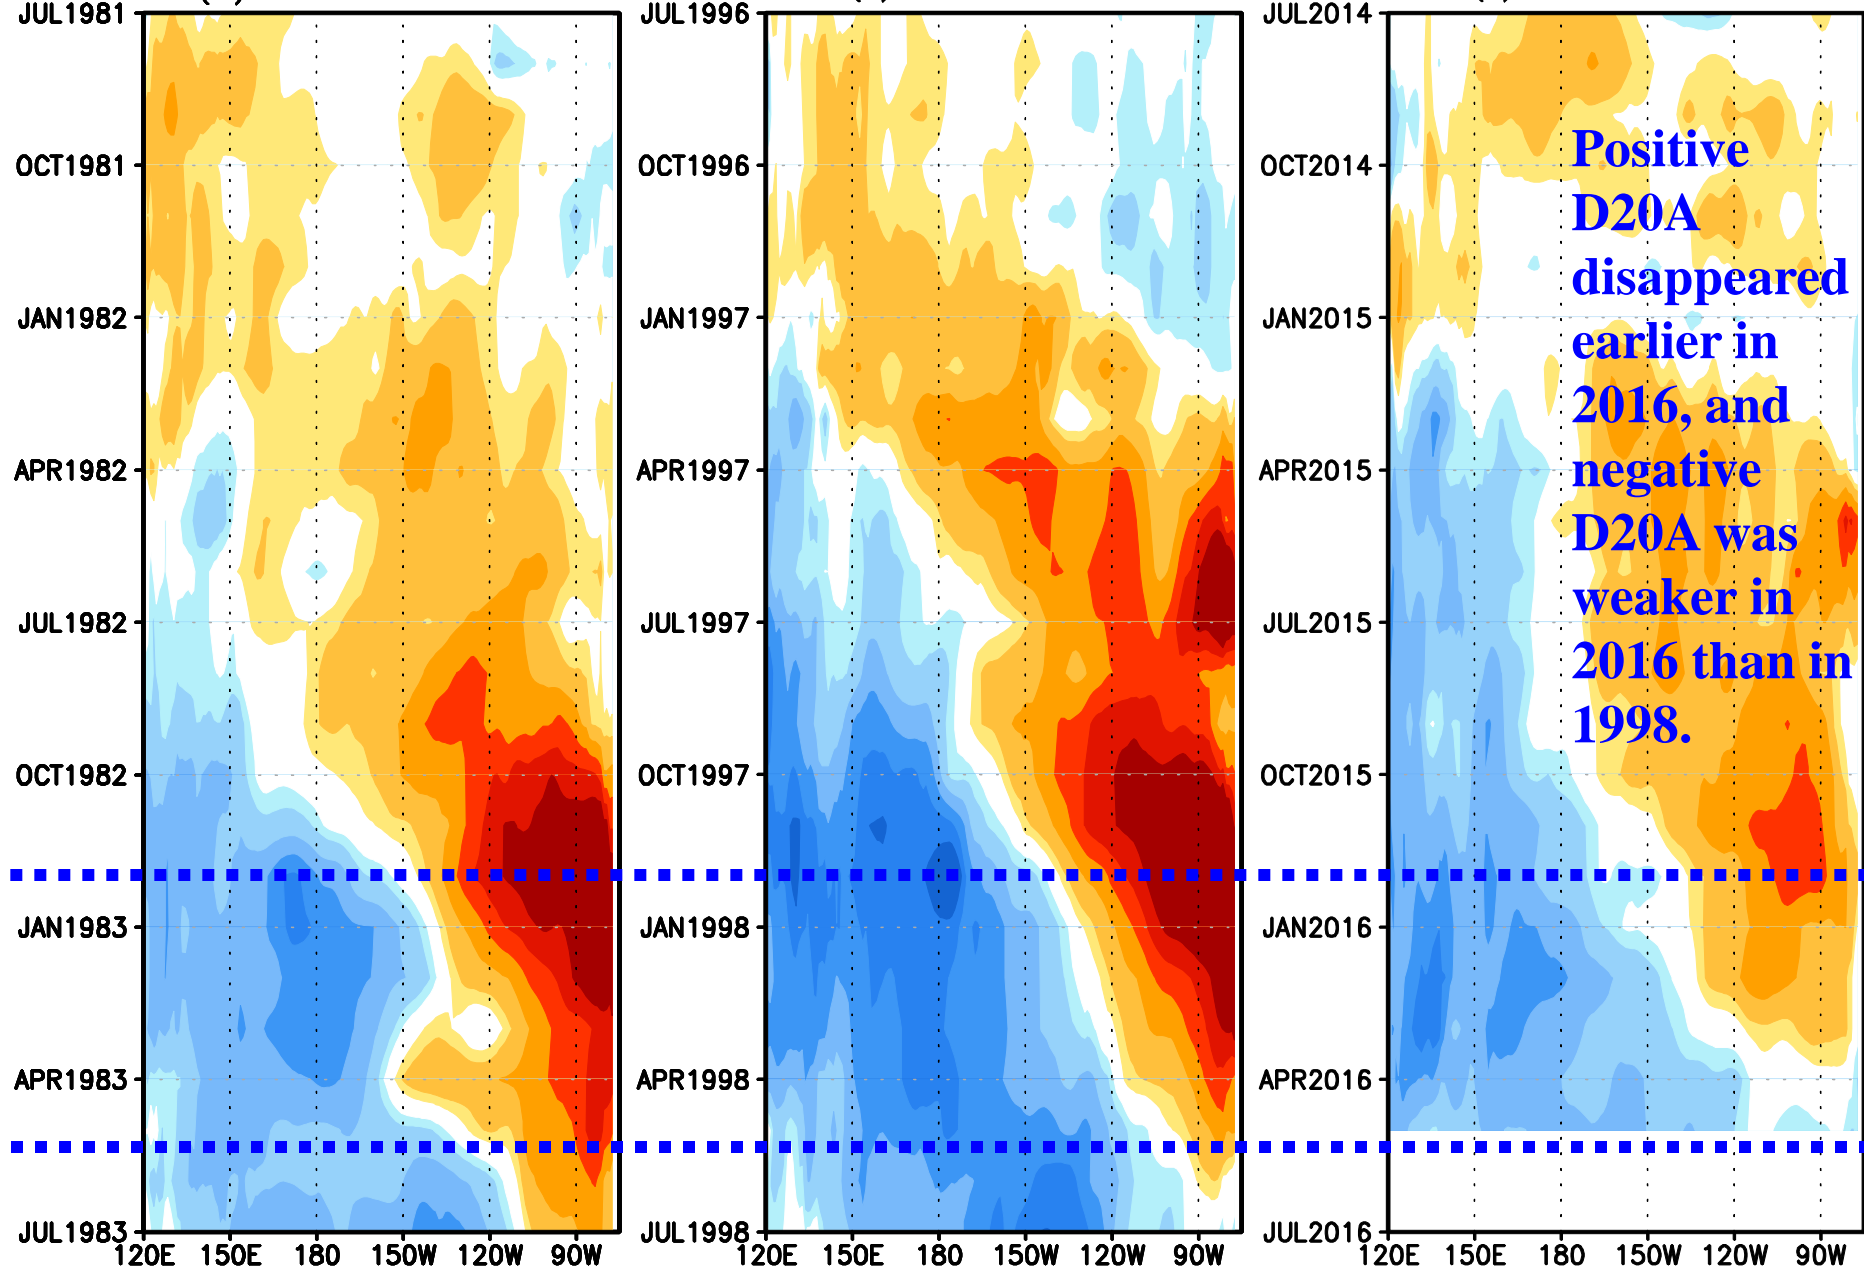 JUL1981
OCT1981
JAN1982
APR1982
JUL1982
OCT1982
JAN1983
APR1983
JUL1983
120E 150E 180 150W 120W 90W
JUL1996
OCT1996
JAN1997
APR1997
JUL1997
OCT1997
JAN1998
APR1998
JUL1998
120E 150E 180 150W 120W 90W
JUL2014
OCT2014
JAN2015
APR2015
JUL2015
OCT2015
JAN2016
APR2016
JUL2016
120E 150E 180 150W 120W 90W
Positive
D20A
disappeared
earlier in
2016, and
negative
D20A was
weaker in
2016 than in
1998.